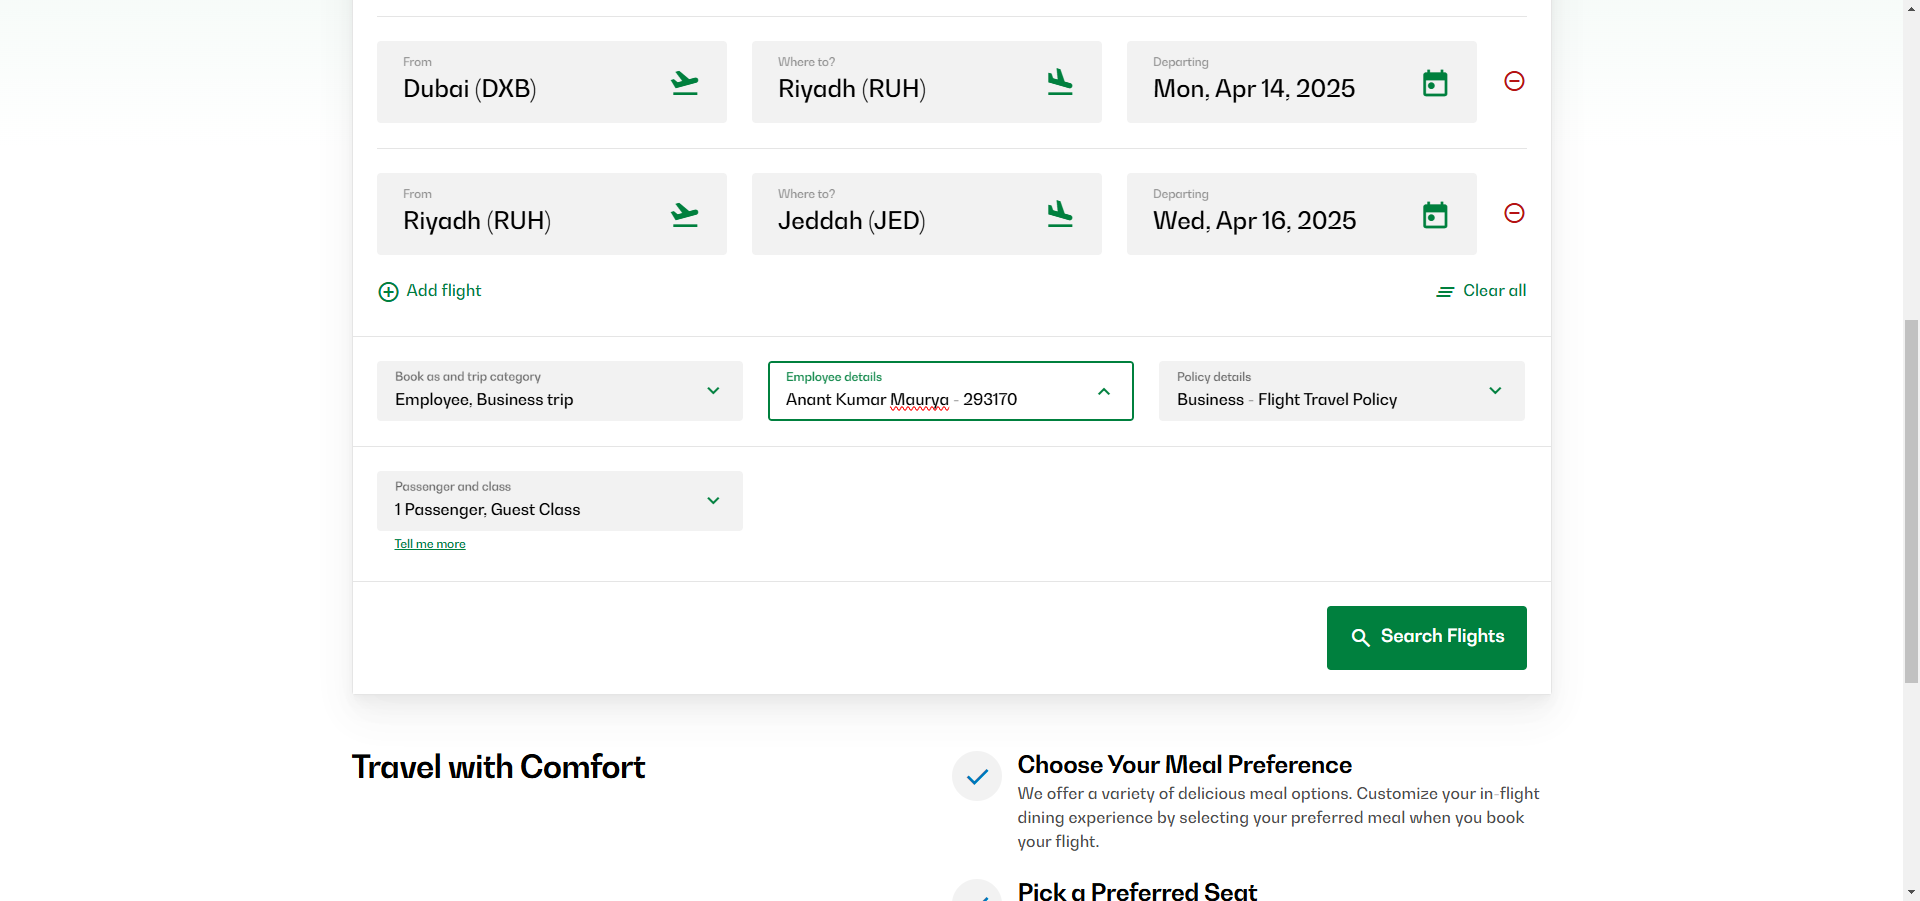 From
Dubai (DXB)
Where to?
Riyadh (RUH)
Departing
Mon, Apr 14, 2025
From
Riyadh (RUH)
Where to?
Jeddah (JED)
Departing
Wed, Apr 16, 2025
Add flight
Clear all
Book as and trip category
Employee, Business trip
Employee details
Anant Kumar Maurya - 293170
Policy details
Business - Flight Travel Policy
Passenger and class
1 Passenger, Guest Class
Tell me more
Search Flights
Travel with Comfort
Choose Your Meal Preference
We offer a variety of delicious meal options. Customize your in-flight
dining experience by selecting your preferred meal when you book
your flight.
Pick a Preferred Seat